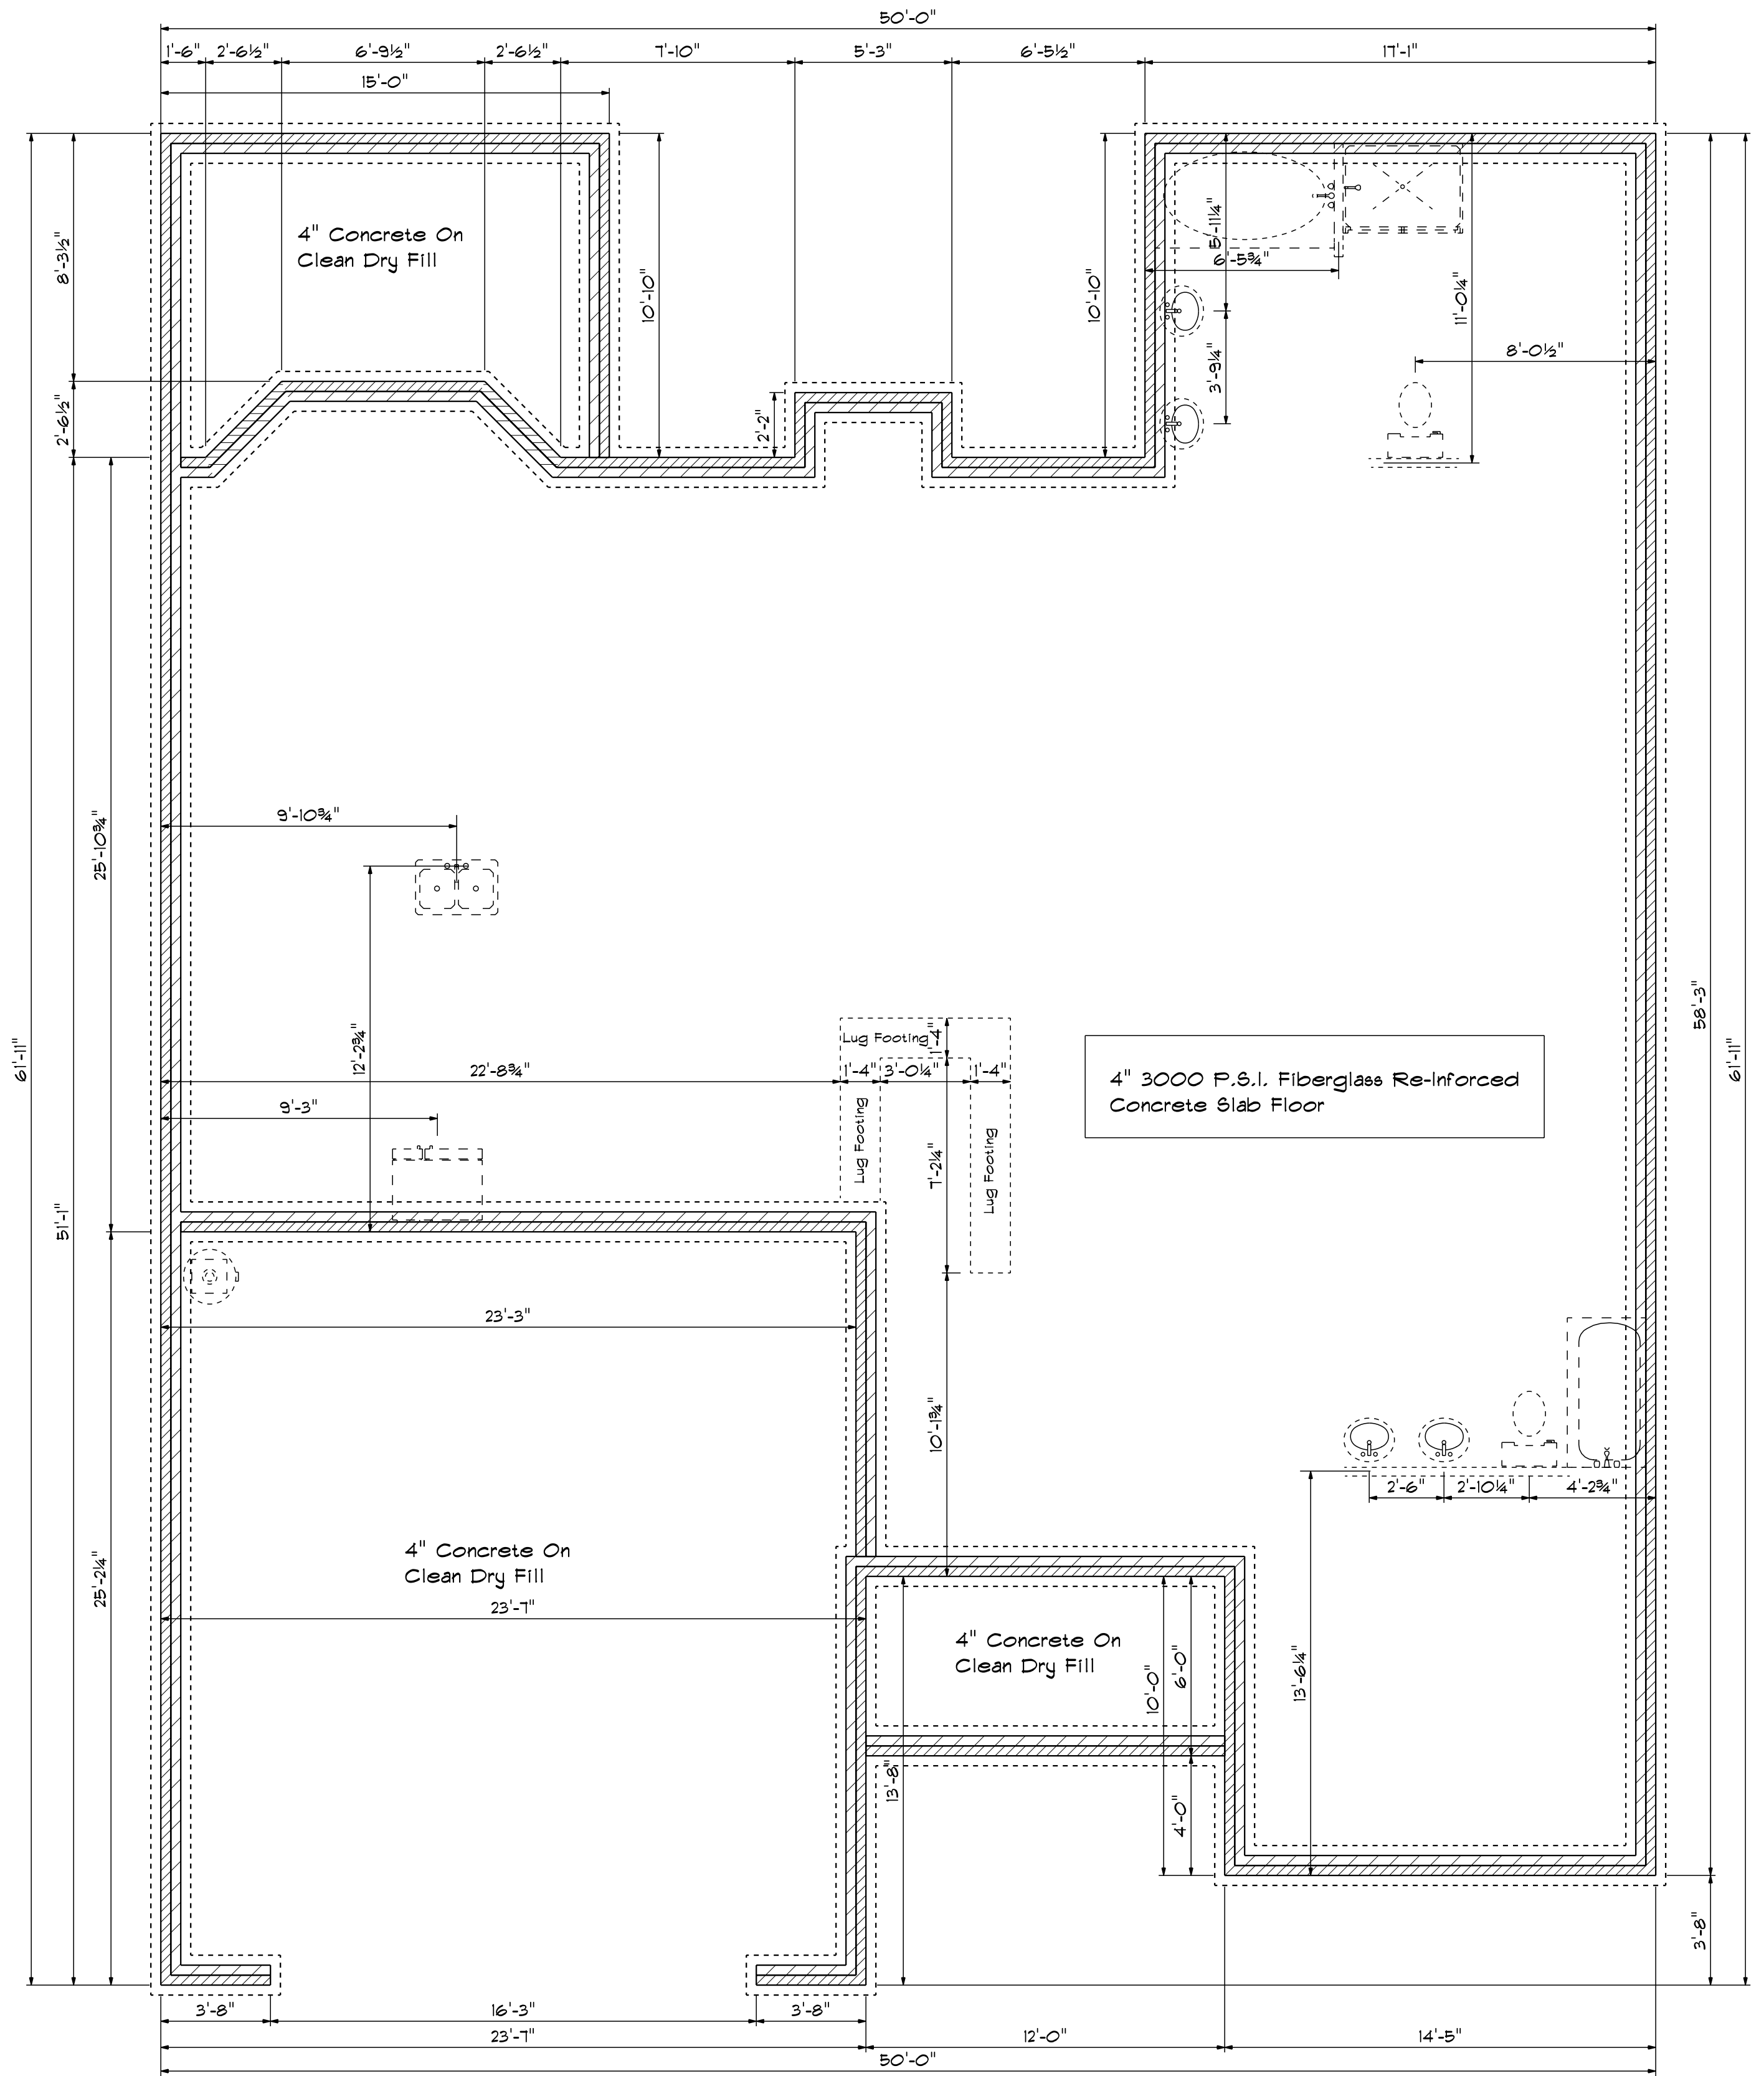 50'-0"
1'-6" 2'-6½" 6'-9½" 2'-6½" 7'-10" 5'-3" 6'-5½" 17'-1"
15'-0"
8'-3½"
4" Concrete On
Clean Dry Fill
10'-10"
10'-10"
5'-11¼"
6'-5¾"
11'-0¼"
3'-9¼"
8'-0½"
2'-6½"
2'-2"
25'-10¾"
9'-10¾"
12'-2¾"
61'-11"
58'-3"
61'-11"
Lug Footing
1'-4"
22'-8¾"
1'-4" 3'-0¼" 1'-4"
4" 3000 P.S.I. Fiberglass Re-Inforced
Concrete Slab Floor
9'-3"
Lug Footing
7'-2¼"
Lug Footing
51'-1"
23'-3"
10'-1¾"
2'-6" 2'-10¼" 4'-2¾"
25'-2¼"
4" Concrete On
Clean Dry Fill
23'-7"
4" Concrete On
Clean Dry Fill
10'-0"
6'-0"
13'-6¼"
13'-8"
4'-0"
3'-8"
3'-8" 16'-3" 3'-8"
23'-7" 12'-0" 14'-5"
50'-0"